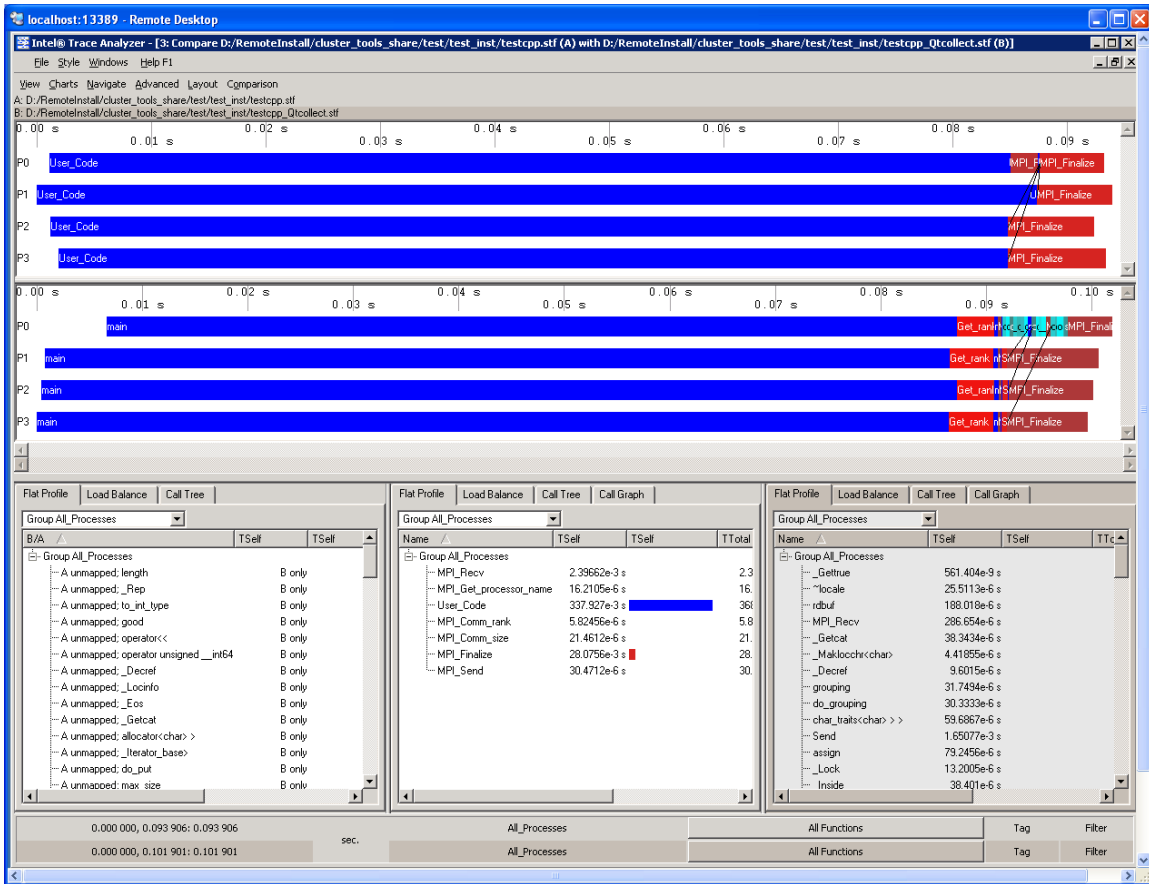 localhost:13389 - Remote Desktop
Intel® Trace Analyzer - [3: Compare D:/RemoteInstall/cluster_tools_share/test/test_inst/testcpp.stf (A) with D:/RemoteInstall/cluster_tools_share/test/test_inst/testcpp_Qtcollect.stf (B)]
File Style Windows Help F1
View Charts Navigate Advanced Layout Comparison
A: D:/RemoteInstall/cluster_tools_share/test/test_inst/testcpp.stf
B: D:/RemoteInstall/cluster_tools_share/test/test_inst/testcpp_Qtcollect.stf
0.00 s 0.02 s 0.04 s 0.06 s 0.08 s
0.01 s 0.03 s 0.05 s 0.07 s 0.09 s
P0 User_Code MPI_Finalize
P1 User_Code MPI_Finalize
P2 User_Code MPI_Finalize
P3 User_Code MPI_Finalize
0.00 s 0.02 s 0.04 s 0.06 s 0.08 s 0.10 s
0.01 s 0.03 s 0.05 s 0.07 s 0.09 s
P0 main Get_rank MPI_Finali
P1 main Get_rank MPI_Finalize
P2 main Get_rank MPI_Finalize
P3 main Get_rank MPI_Finalize
Flat Profile Load Balance Call Tree Flat Profile Load Balance Call Tree Call Graph Flat Profile Load Balance Call Tree Call Graph
Group All_Processes Group All_Processes Group All_Processes
B/A TSelf TSelf Name TSelf TSelf TTotal Name TSelf TSelf
Group All_Processes Group All_Processes Group All_Processes
A unmapped; length B only MPI_Recv 2.39662e-3 s 2.3 _Gettrue 561.404e-9 s
A unmapped; _Rep B only MPI_Get_processor_name 16.2105e-6 s 16. ~locale 25.5113e-6 s
A unmapped; to_int_type B only User_Code 337.927e-3 s 368 rdbuf 188.018e-6 s
A unmapped; good B only MPI_Comm_rank 5.82456e-6 s 5.8 MPI_Recv 286.654e-6 s
A unmapped; operator<< B only MPI_Comm_size 21.4612e-6 s 21. _Getcat 38.3434e-6 s
A unmapped; operator unsigned __int64 B only MPI_Finalize 28.0756e-3 s 28. _Maklocchr<char> 4.41855e-6 s
A unmapped; _Decref B only MPI_Send 30.4712e-6 s 30. _Decref 9.6015e-6 s
A unmapped; _Locinfo B only grouping 31.7494e-6 s
A unmapped; _Eos B only do_grouping 30.3333e-6 s
A unmapped; _Getcat B only char_traits<char> > > 59.6867e-6 s
A unmapped; allocator<char> > B only Send 1.65077e-3 s
A unmapped; _Iterator_base> B only assign 79.2456e-6 s
A unmapped; do_put B only _Lock 13.2005e-6 s
A unmapped; max_size B only _Inside 38.401e-6 s
0.000 000, 0.093 906: 0.093 906 sec. All_Processes All Functions Tag Filter
0.000 000, 0.101 901: 0.101 901 All_Processes All Functions Tag Filter